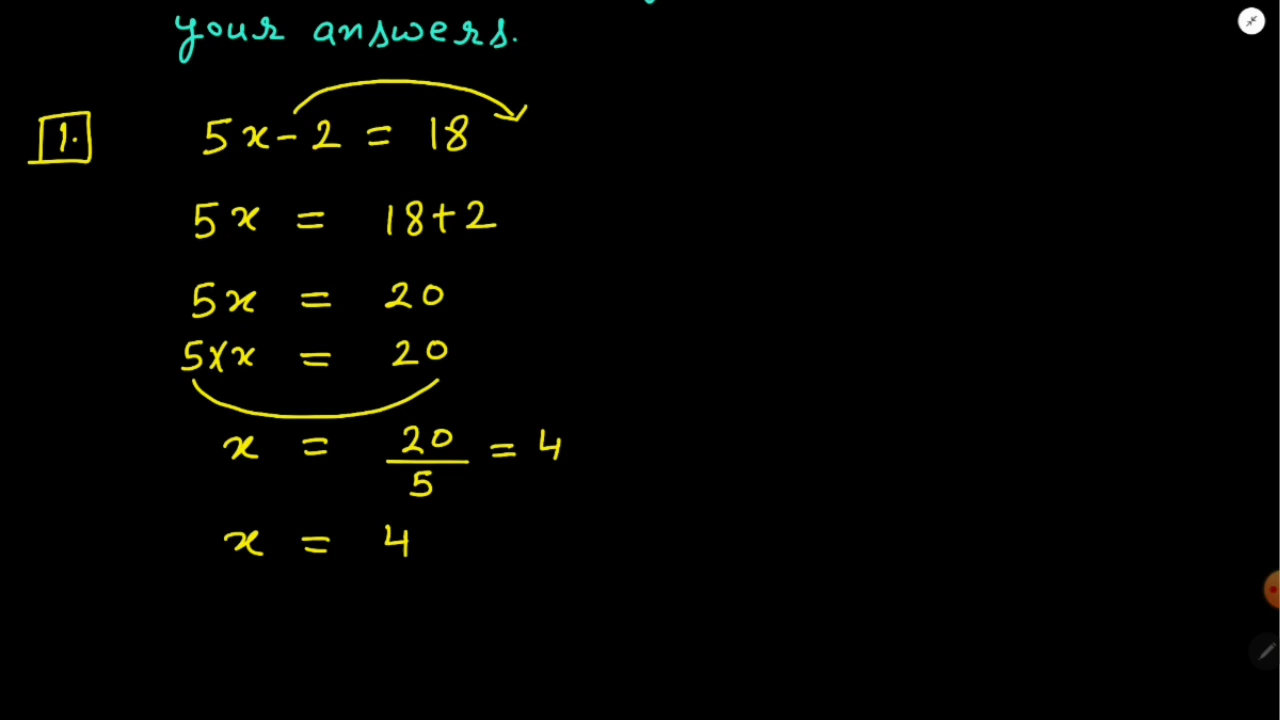 your answers.
1. 5x - 2 = 18
5x = 18 + 2
5x = 20
5×x = 20
x = 20/5 = 4
x = 4